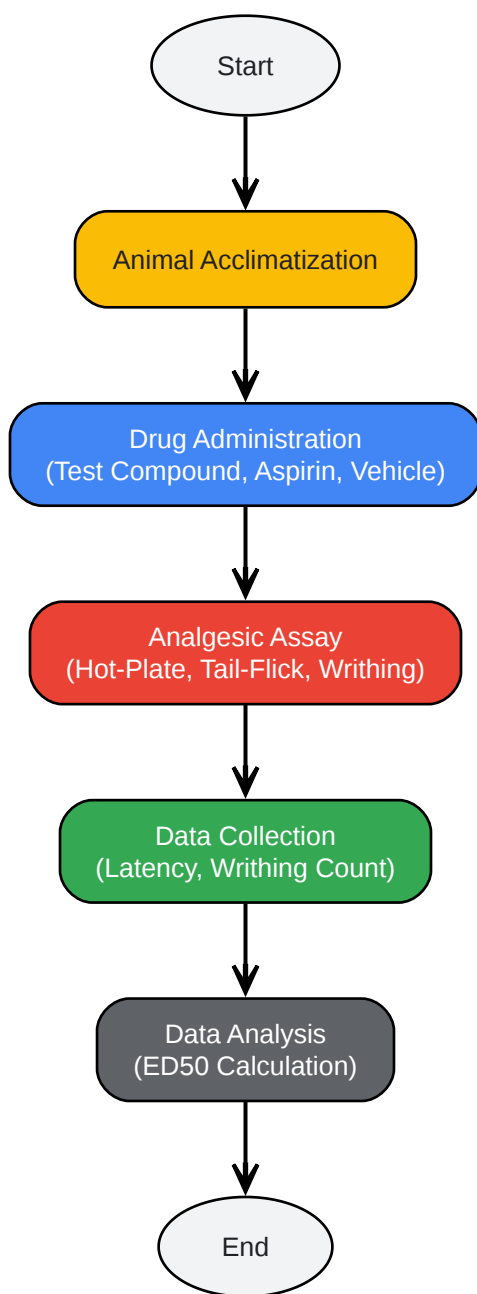 Start
Animal Acclimatization
Drug Administration
(Test Compound, Aspirin, Vehicle)
Analgesic Assay
(Hot-Plate, Tail-Flick, Writhing)
Data Collection
(Latency, Writhing Count)
Data Analysis
(ED50 Calculation)
End